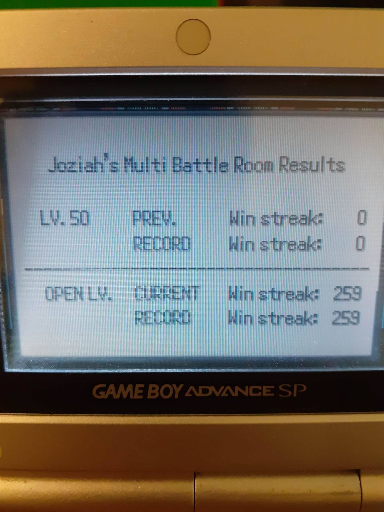 Joziah's Multi Battle Room Results
LV. 50 PREV. Win streak: 0
RECORD Win streak: 0
OPEN LV. CURRENT Win streak: 259
RECORD Win streak: 259
GAME BOY ADVANCE SP